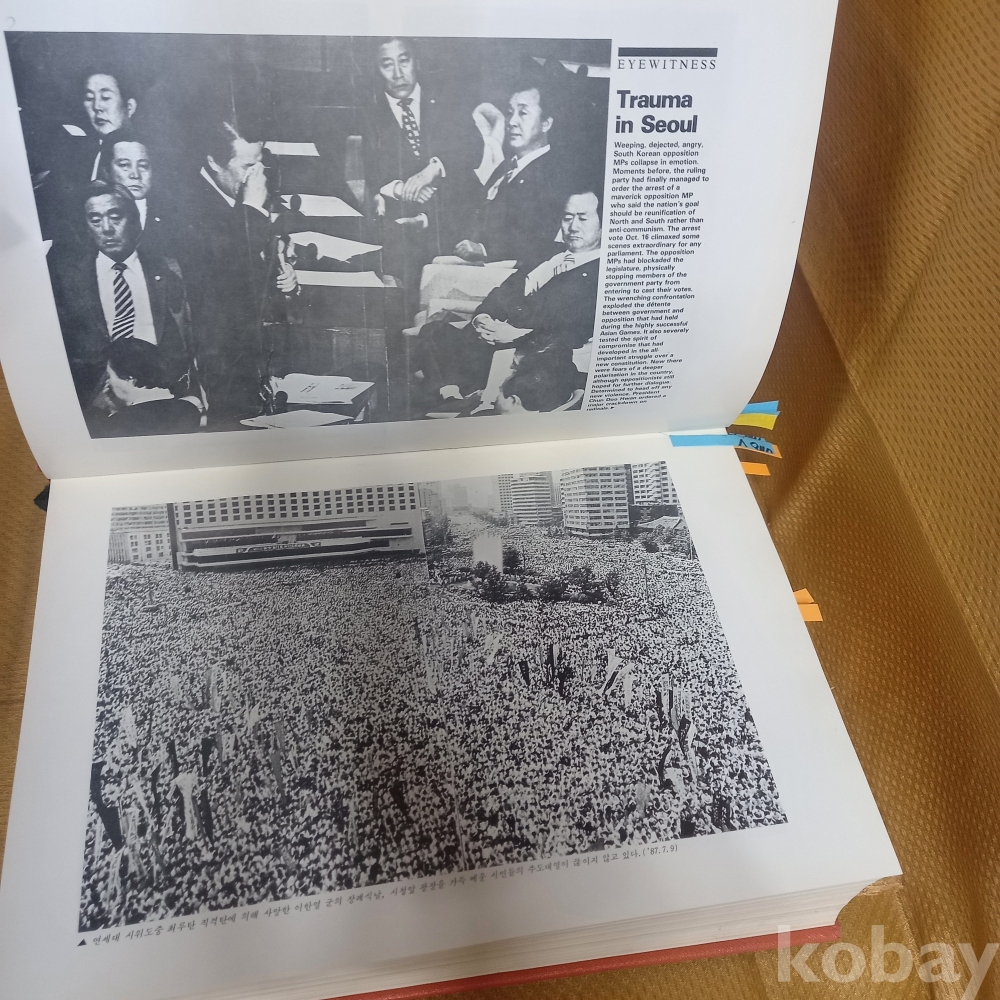 EYEWITNESS
Trauma
in Seoul
Weeping, dejected, angry,
South Korean opposition
MPs collapse in emotion.
Moments before, the ruling
party had finally managed to
order the arrest of a
maverick opposition MP
who said the nation's goal
should be reunification of
North and South rather than
anti-communism. The arrest
vote Oct. 16 climaxed some
scenes extraordinary for any
parliament. The opposition
MPs had blockaded the
legislature, physically
stopping members of the
government party from
entering to cast their votes.
The wrenching confrontation
exploded the détente
between government and
opposition that had held
during the highly successful
Asian Games. It also severely
tested the spirit of
compromise that had
developed in the all-
important struggle over a
new constitution. Now there
were fears of a deeper
polarisation in the country,
although oppositionists still
hoped for further dialogue.
Determined to head off any
new violence, President
Chun Doo Hwan ordered a
major crackdown on
radicals.▶
▲ 연세대 시위도중 최루탄 직격탄에 의해 사망한 이한열 군의 장례식날, 시청앞 광장을 가득 메운 시민들의 추도대열이 끊이지 않고 있다.('87.7.9)
kobay